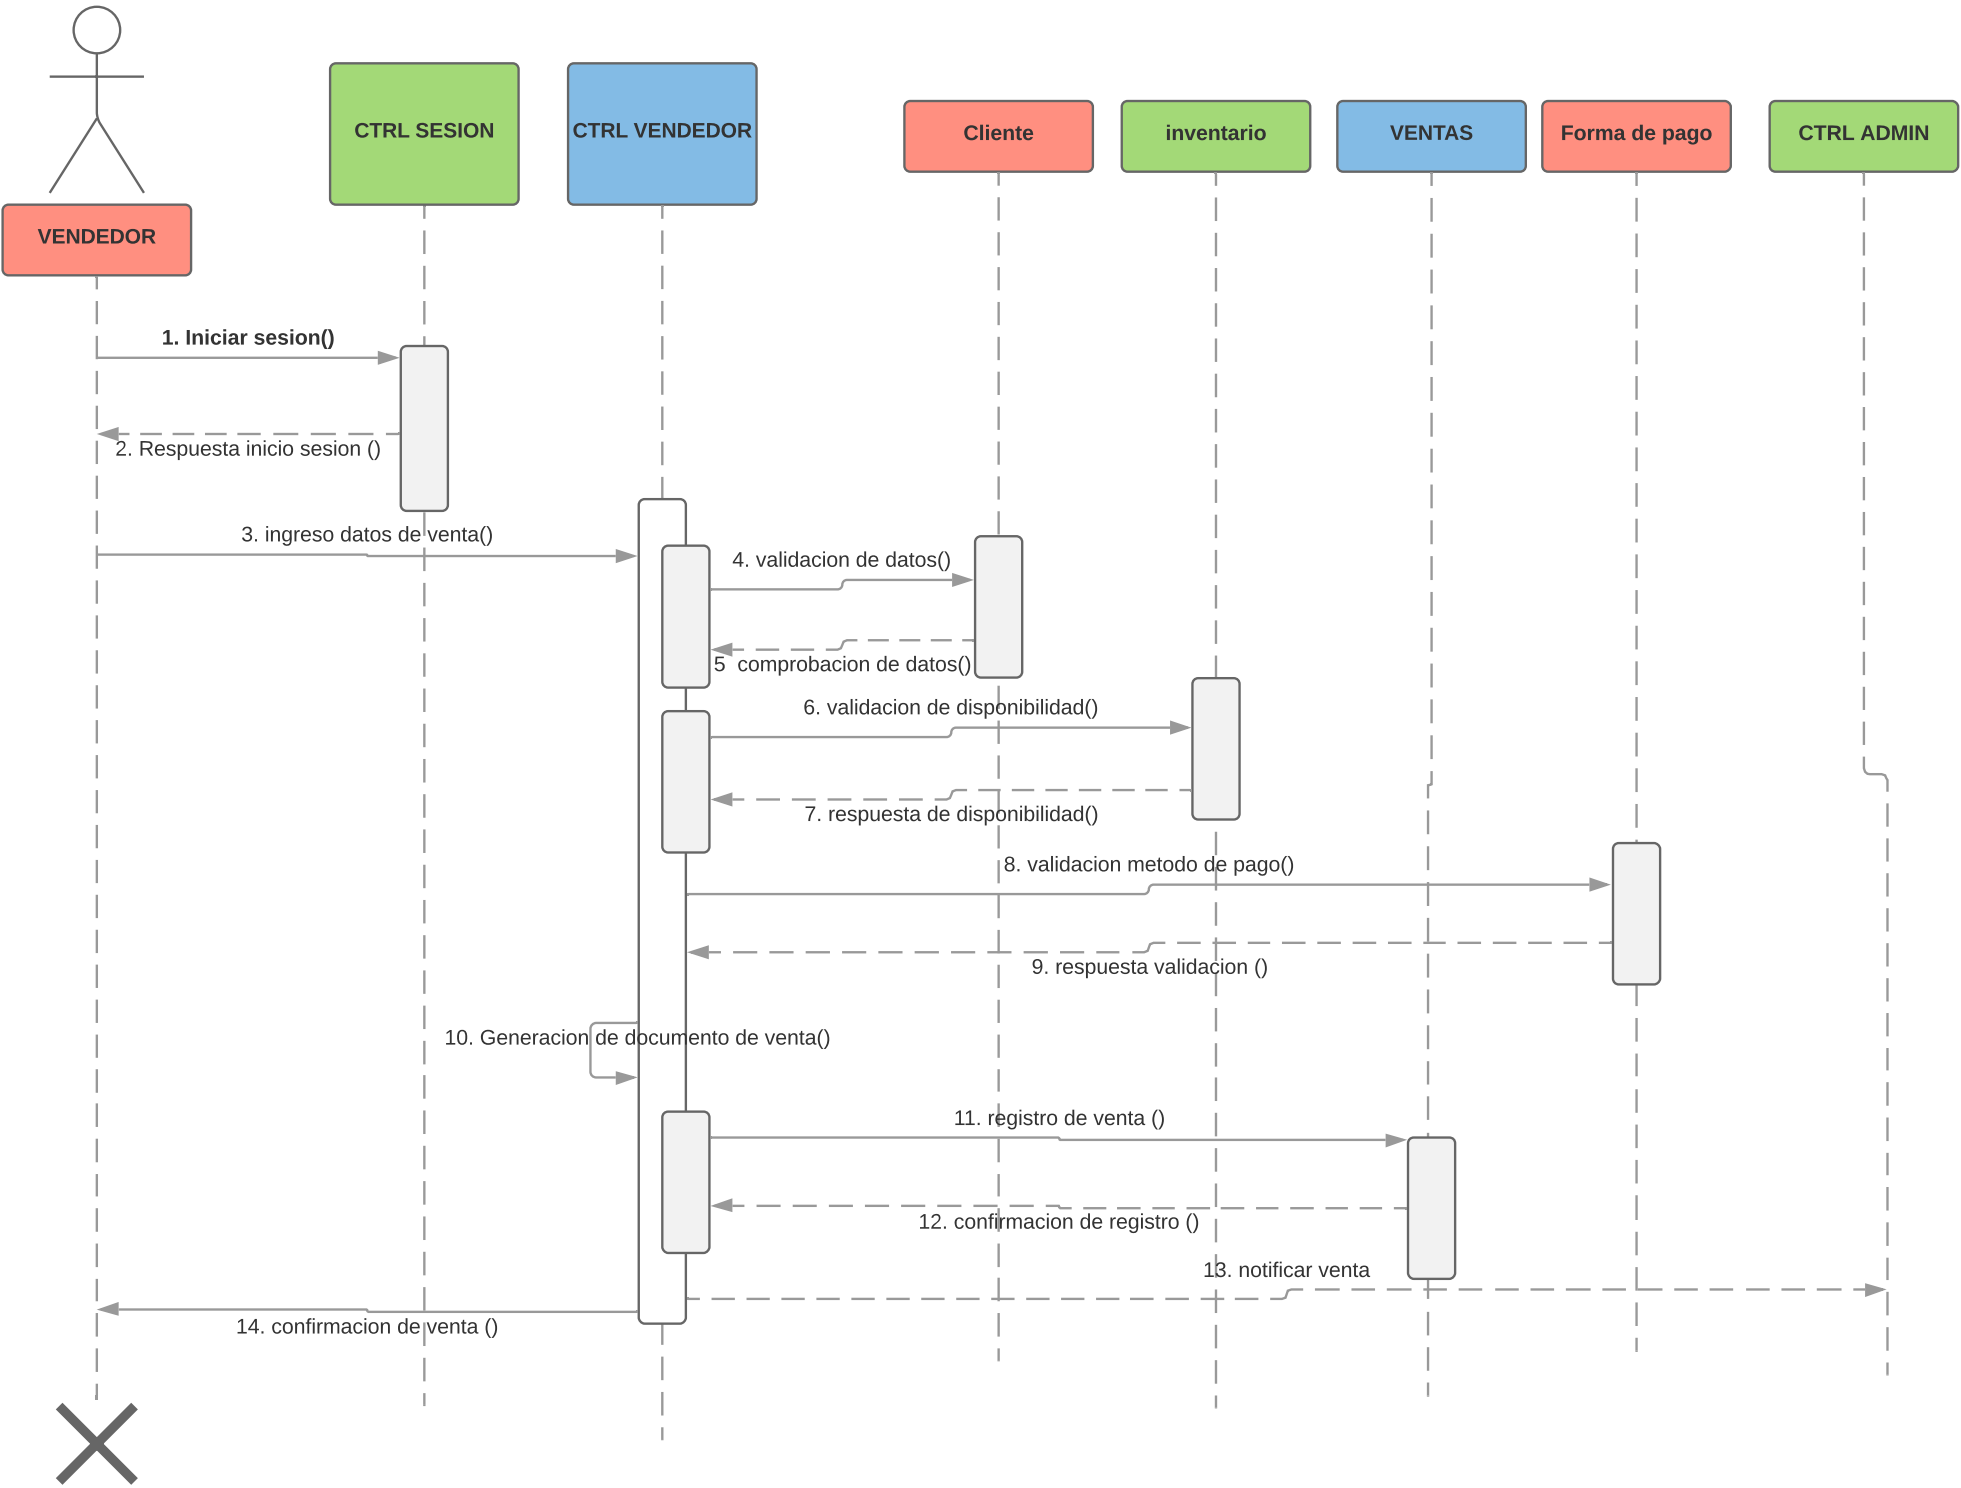 CTRL SESION
CTRL VENDEDOR
Cliente
inventario
VENTAS
Forma de pago
CTRL ADMIN
VENDEDOR
1. Iniciar sesion()
2. Respuesta inicio sesion ()
3. ingreso datos de venta()
4. validacion de datos()
5  comprobacion de datos()
6. validacion de disponibilidad()
7. respuesta de disponibilidad()
8. validacion metodo de pago()
9. respuesta validacion ()
10. Generacion de documento de venta()
11. registro de venta ()
12. confirmacion de registro ()
13. notificar venta
14. confirmacion de venta ()